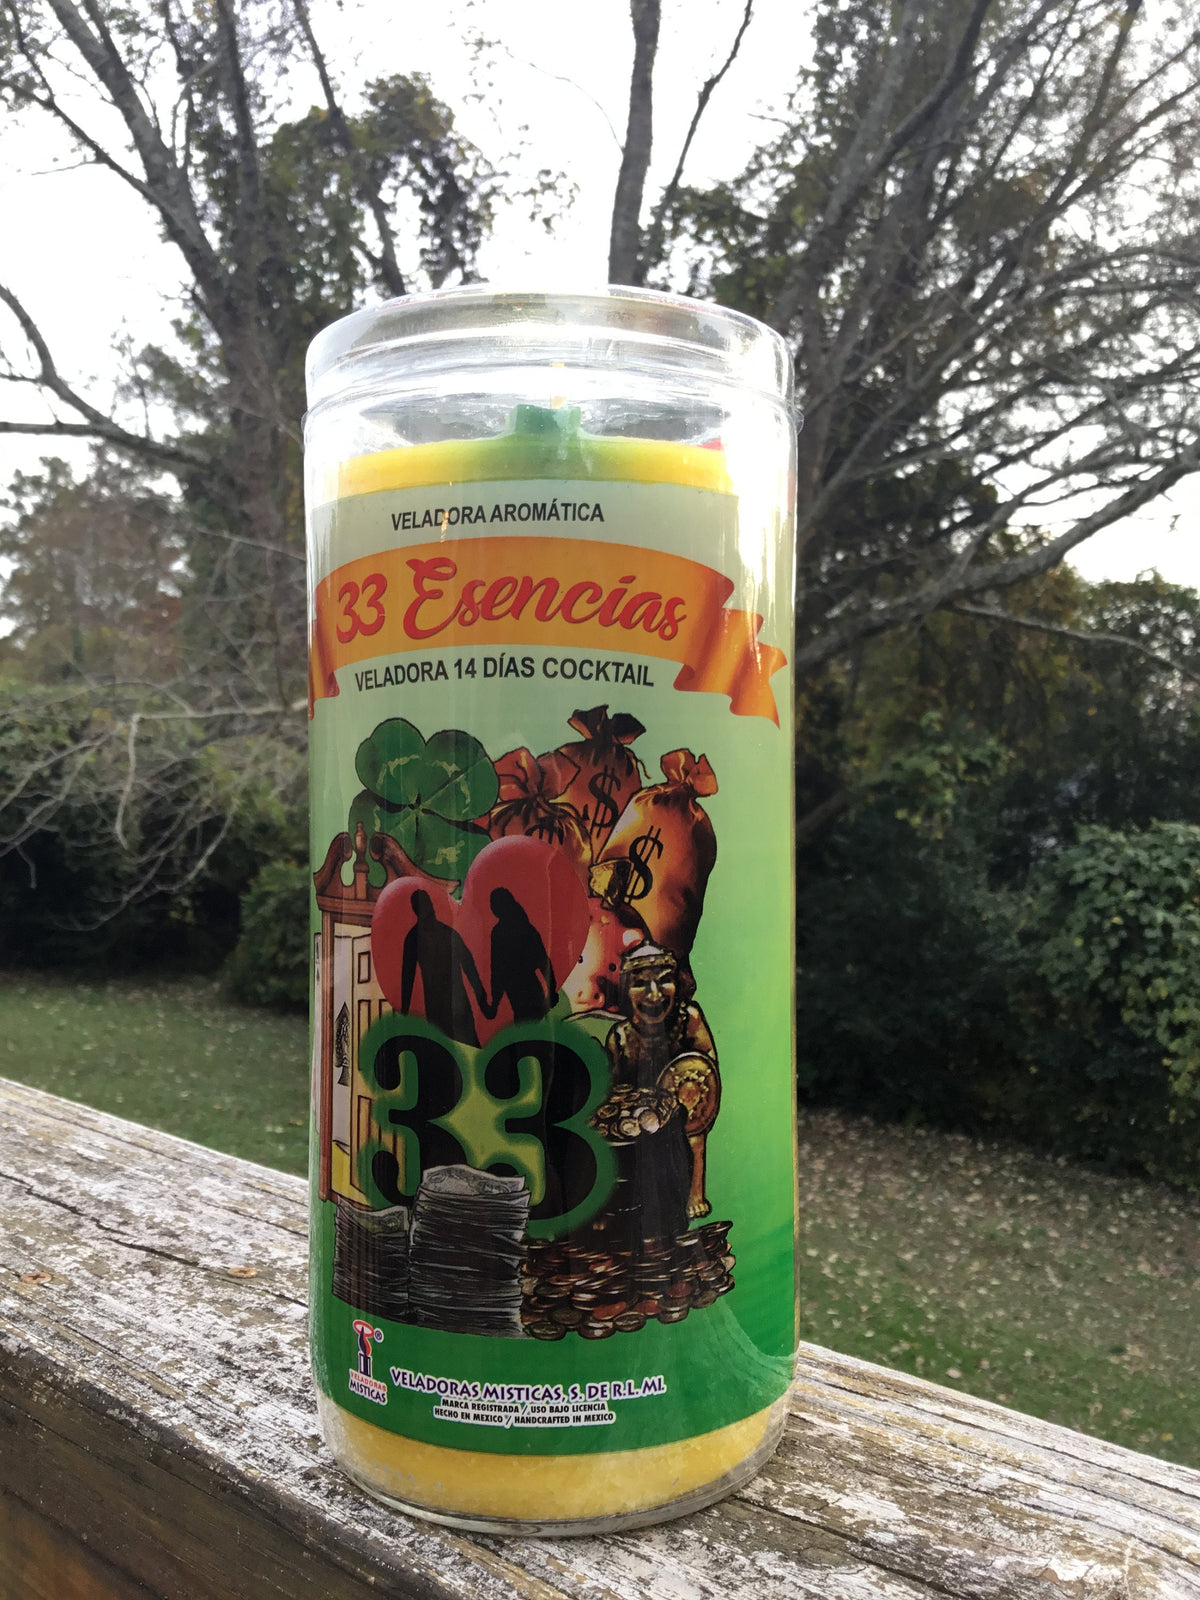 VELADORA AROMÁTICA
33 Esencias
VELADORA 14 DÍAS COCKTAIL
$ $
33
®
VELADORAS
MISTICAS
VELADORAS MISTICAS, S. DE R.L. MI.
MARCA REGISTRADA / USO BAJO LICENCIA
HECHO EN MEXICO / HANDCRAFTED IN MEXICO